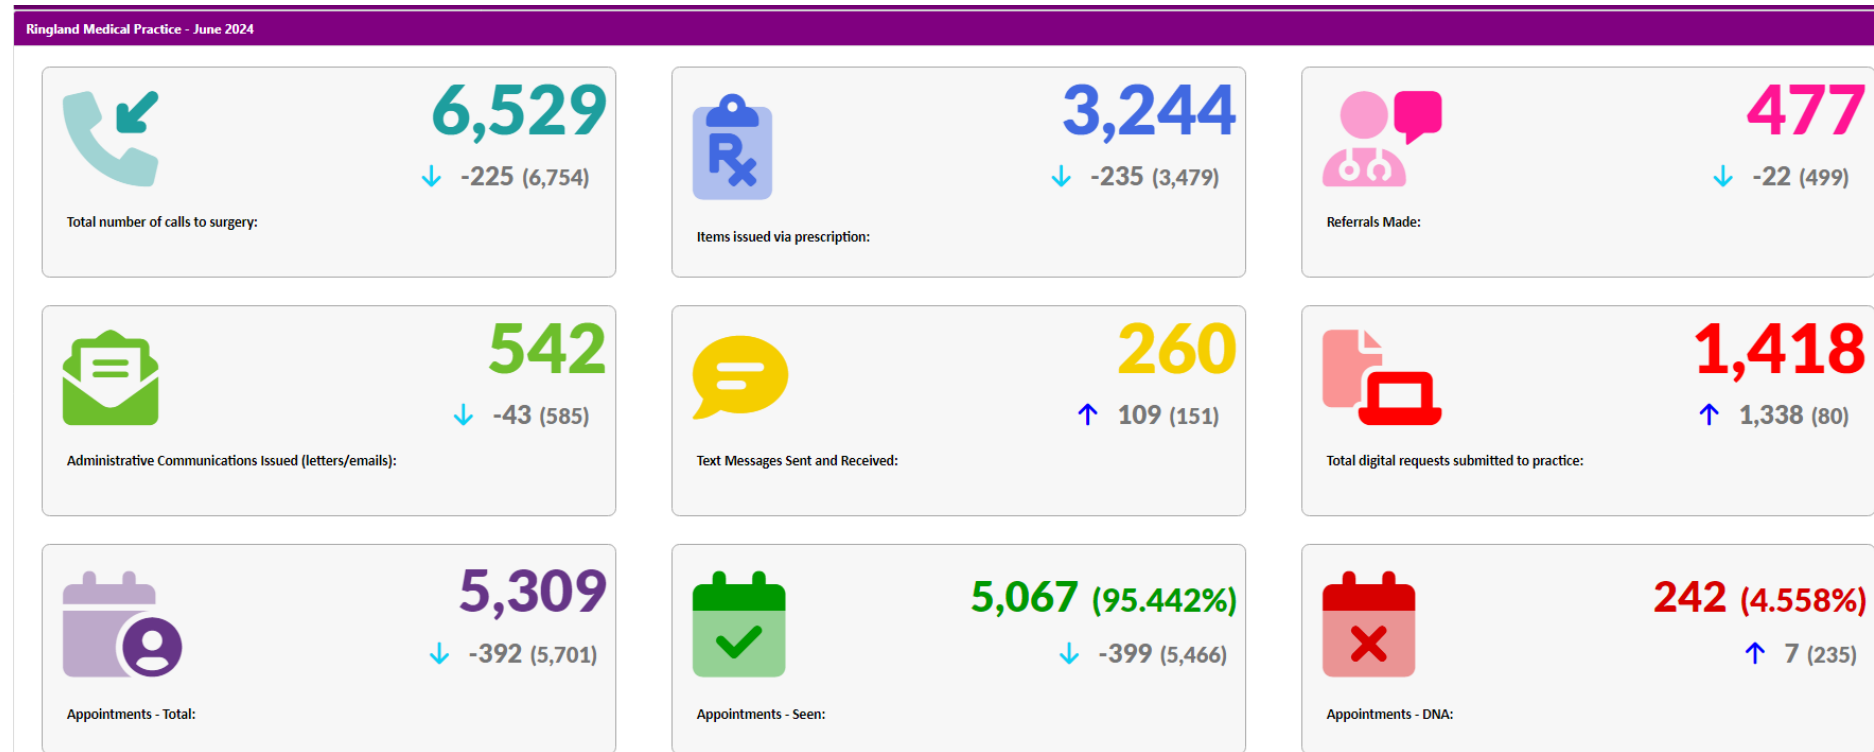 Ringland Medical Practice - June 2024
6,529
-225 (6,754)
Total number of calls to surgery:
Rx
3,244
-235 (3,479)
Items issued via prescription:
477
-22 (499)
Referrals Made:
542
-43 (585)
Administrative Communications Issued (letters/emails):
260
109 (151)
Text Messages Sent and Received:
1,418
1,338 (80)
Total digital requests submitted to practice:
5,309
-392 (5,701)
Appointments - Total:
5,067 (95.442%)
-399 (5,466)
Appointments - Seen:
242 (4.558%)
7 (235)
Appointments - DNA: